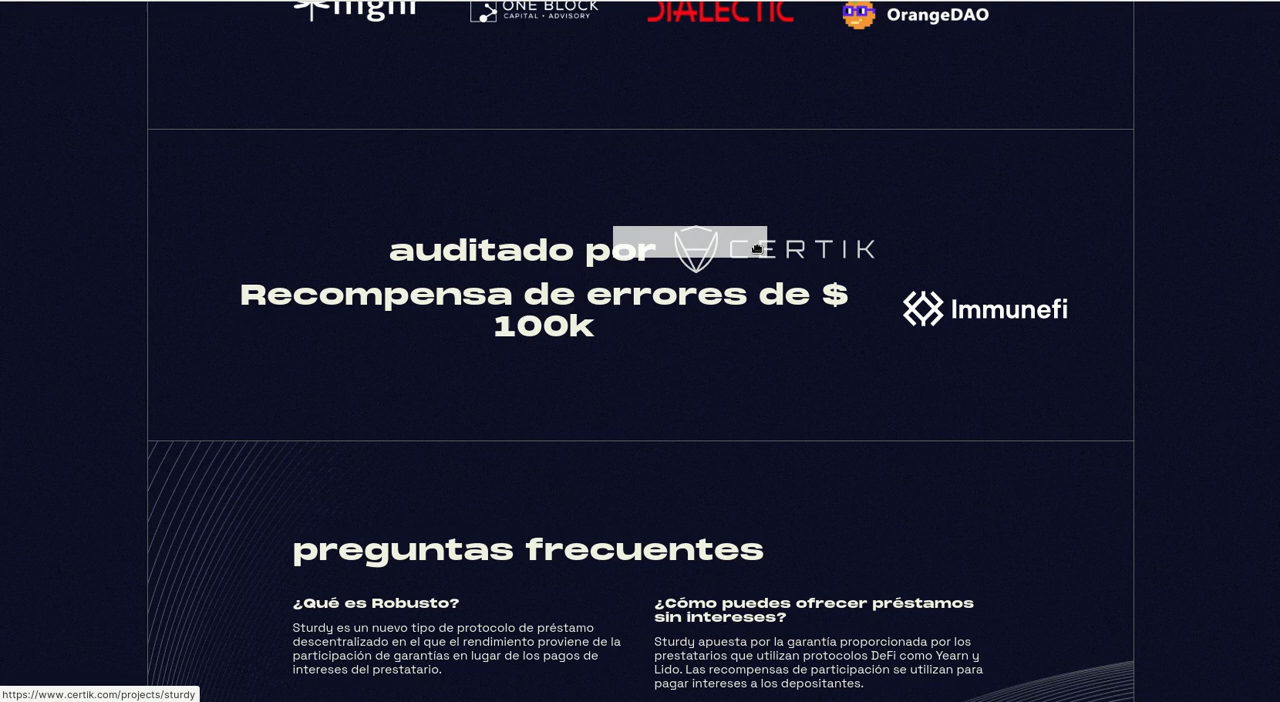 ONE BLOCK
CAPITAL • ADVISORY
DIALECTIC
OrangeDAO
auditado por CERTIK
Recompensa de errores de $
100k
Immunefi
preguntas frecuentes
¿Qué es Robusto?
Sturdy es un nuevo tipo de protocolo de préstamo
descentralizado en el que el rendimiento proviene de la
participación de garantías en lugar de los pagos de
intereses del prestatario.
¿Cómo puedes ofrecer préstamos
sin intereses?
Sturdy apuesta por la garantía proporcionada por los
prestatarios que utilizan protocolos DeFi como Yearn y
Lido. Las recompensas de participación se utilizan para
pagar intereses a los depositantes.
https://www.certik.com/projects/sturdy